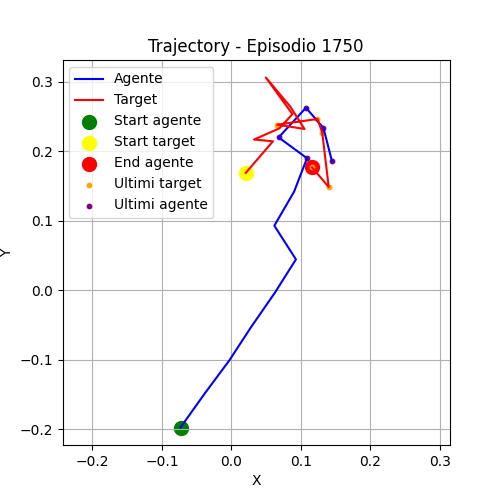 Trajectory - Episodio 1750
Agente
Target
Start agente
Start target
End agente
Ultimi target
Ultimi agente
0.3
0.2
0.1
0.0
−0.1
−0.2
Y
−0.2
−0.1
0.0
0.1
0.2
0.3
X